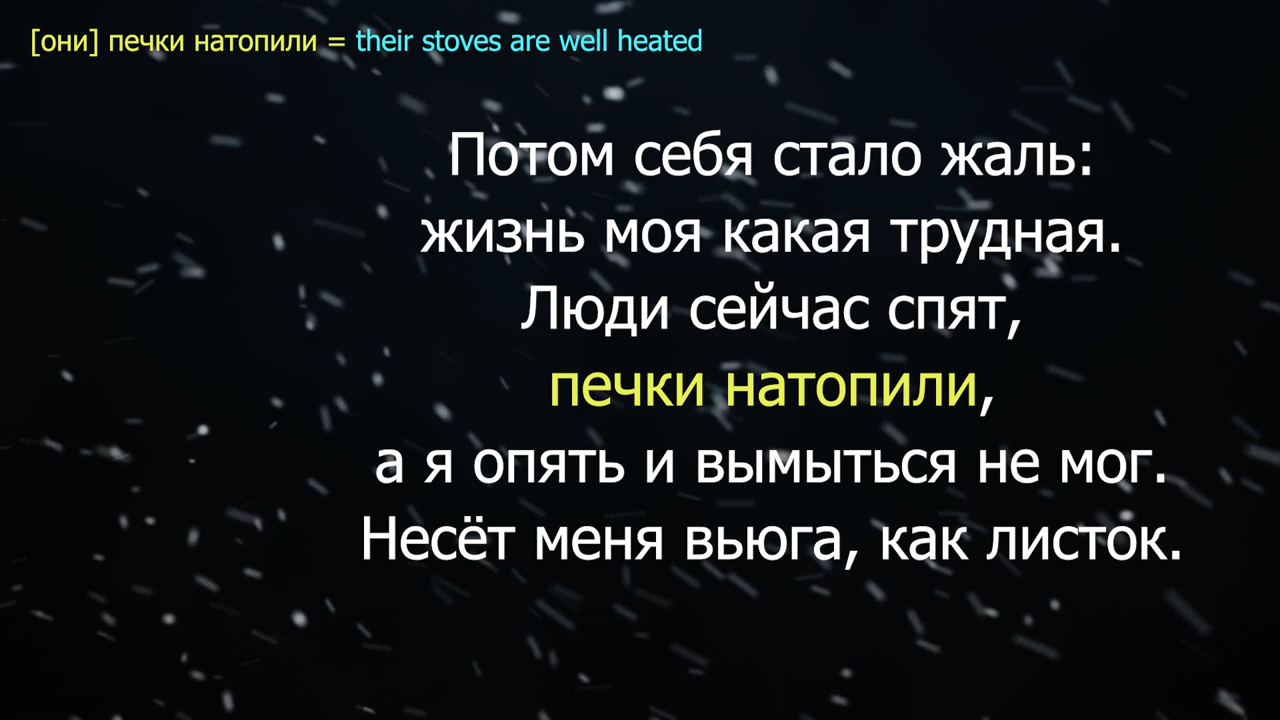 [они] печки натопили = their stoves are well heated
Потом себя стало жаль:
жизнь моя какая трудная.
Люди сейчас спят,
печки натопили,
а я опять и вымыться не мог.
Несёт меня вьюга, как листок.